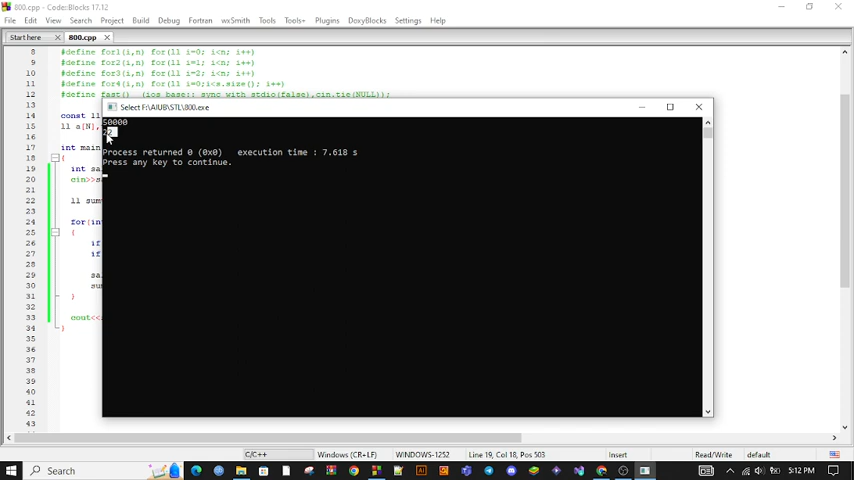 800.cpp - Code::Blocks 17.12
File Edit View Search Project Build Debug Fortran wxSmith Tools Tools+ Plugins DoxyBlocks Settings Help
Start here 800.cpp
8 #define for1(i,n) for(ll i=0; i<n; i++)
9 #define for2(i,n) for(ll i=1; i<n; i++)
10 #define for3(i,n) for(ll i=2; i<n; i++)
11 #define for4(i,n) for(ll i=0;i<s.size(); i++)
12 #define fast() (ios_base:: sync_with_stdio(false),cin.tie(NULL));
13
14 const ll
15 ll a[N],
16
17 int main
18 {
19 int sa
20 cin>>s
21
22 ll sum
23
24 for(in
25 {
26 if
27 if
28
29 sa
30 sum
31 }
32
33 cout<<
34 }
35
36
37
38
39
40
41
42
43
Select F:\AIUB\STL\800.exe
50000
22
Process returned 0 (0x0) execution time : 7.618 s
Press any key to continue.
C/C++ Windows (CR+LF) WINDOWS-1252 Line 19, Col 18, Pos 503 Insert Read/Write default
Search 5:12 PM